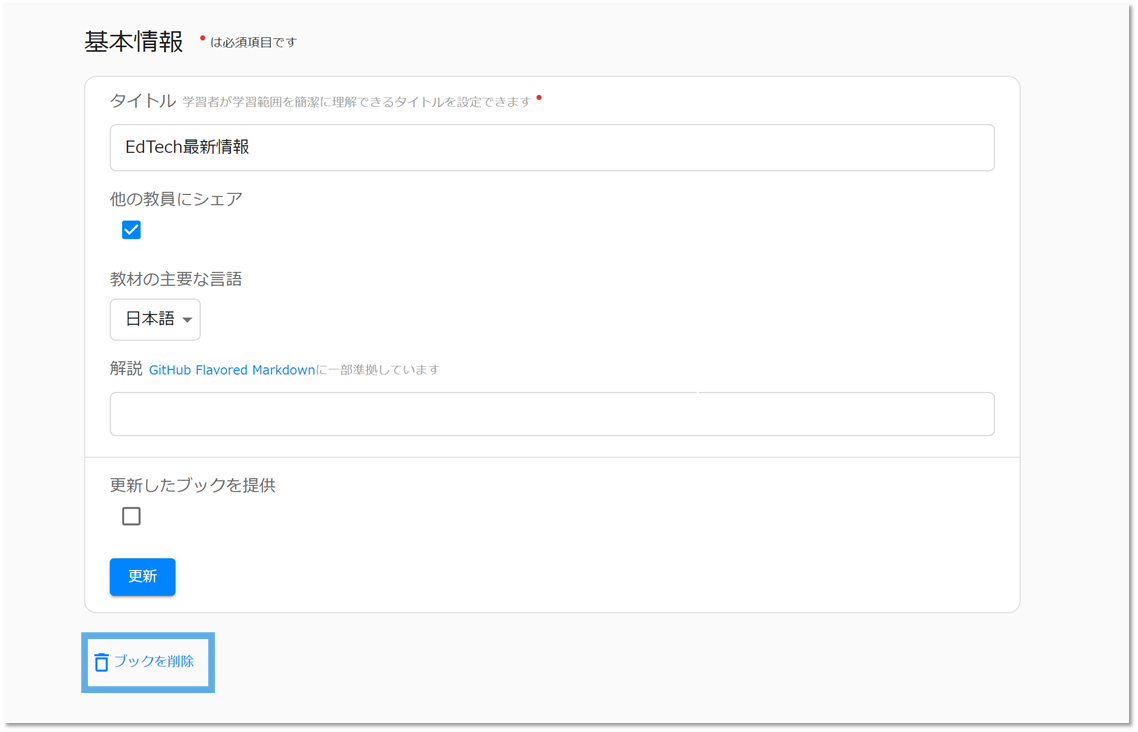 基本情報 * は必須項目です
タイトル 学習者が学習範囲を簡潔に理解できるタイトルを設定できます *
EdTech最新情報
他の教員にシェア
教材の主要な言語
日本語
解説 GitHub Flavored Markdownに一部準拠しています
更新したブックを提供
更新
ブックを削除